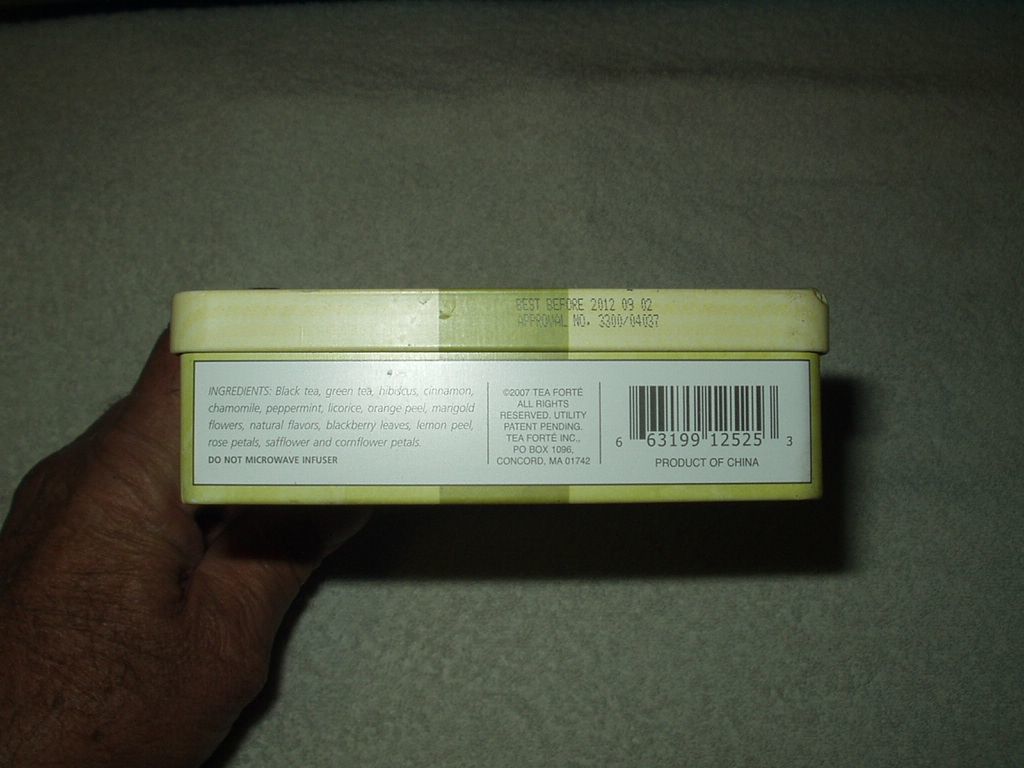 BEST BEFORE 2012 09 02
APPROVAL NO. 3300/04037
INGREDIENTS: Black tea, green tea, hibiscus, cinnamon,
chamomile, peppermint, licorice, orange peel, marigold
flowers, natural flavors, blackberry leaves, lemon peel,
rose petals, safflower and cornflower petals.
DO NOT MICROWAVE INFUSER
©2007 TEA FORTÉ
ALL RIGHTS
RESERVED. UTILITY
PATENT PENDING.
TEA FORTÉ INC.,
PO BOX 1096,
CONCORD, MA 01742
6 63199 12525 3
PRODUCT OF CHINA